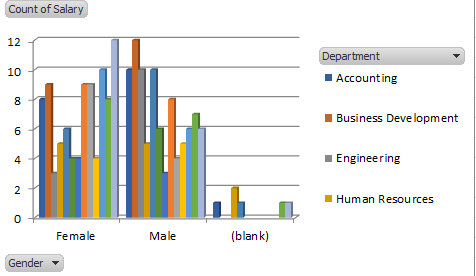 Count of Salary
12
10
8
6
4
2
0
Female Male (blank)
Department
Accounting
Business Development
Engineering
Human Resources
Gender